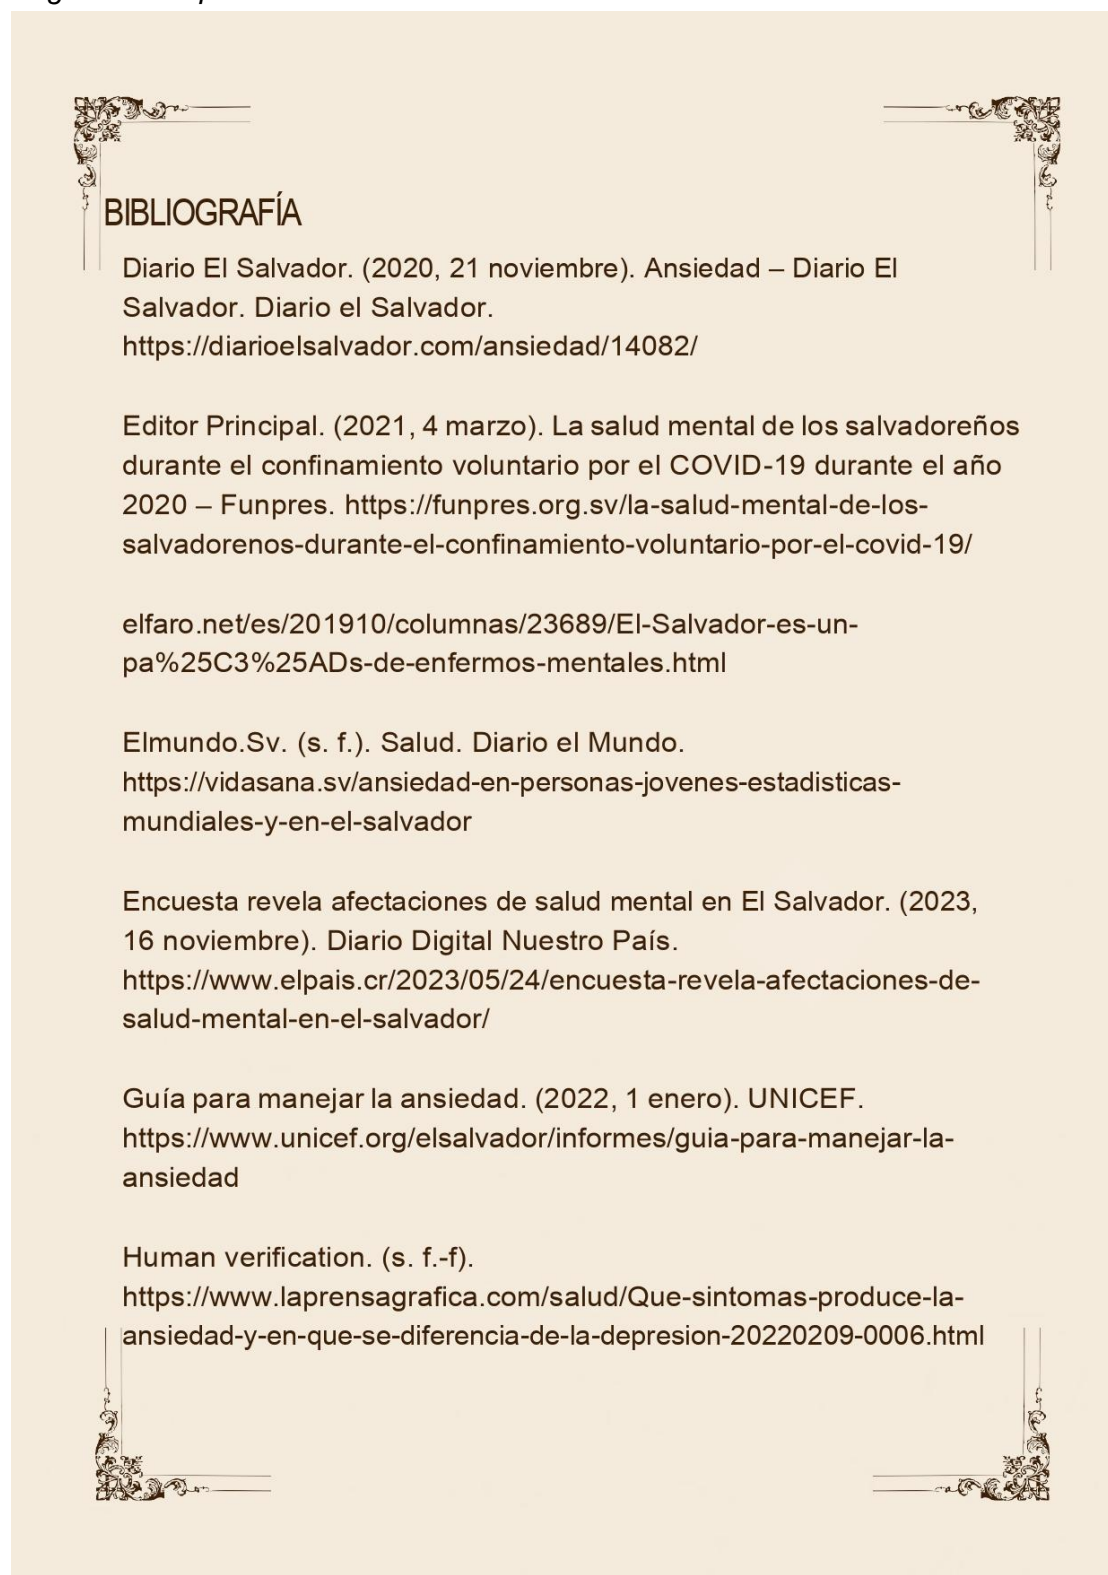 BIBLIOGRAFÍA
Diario El Salvador. (2020, 21 noviembre). Ansiedad – Diario El
Salvador. Diario el Salvador.
https://diarioelsalvador.com/ansiedad/14082/
Editor Principal. (2021, 4 marzo). La salud mental de los salvadoreños
durante el confinamiento voluntario por el COVID-19 durante el año
2020 – Funpres. https://funpres.org.sv/la-salud-mental-de-los-
salvadorenos-durante-el-confinamiento-voluntario-por-el-covid-19/
elfaro.net/es/201910/columnas/23689/El-Salvador-es-un-
pa%25C3%25ADs-de-enfermos-mentales.html
Elmundo.Sv. (s. f.). Salud. Diario el Mundo.
https://vidasana.sv/ansiedad-en-personas-jovenes-estadisticas-
mundiales-y-en-el-salvador
Encuesta revela afectaciones de salud mental en El Salvador. (2023,
16 noviembre). Diario Digital Nuestro País.
https://www.elpais.cr/2023/05/24/encuesta-revela-afectaciones-de-
salud-mental-en-el-salvador/
Guía para manejar la ansiedad. (2022, 1 enero). UNICEF.
https://www.unicef.org/elsalvador/informes/guia-para-manejar-la-
ansiedad
Human verification. (s. f.-f).
https://www.laprensagrafica.com/salud/Que-sintomas-produce-la-
ansiedad-y-en-que-se-diferencia-de-la-depresion-20220209-0006.html